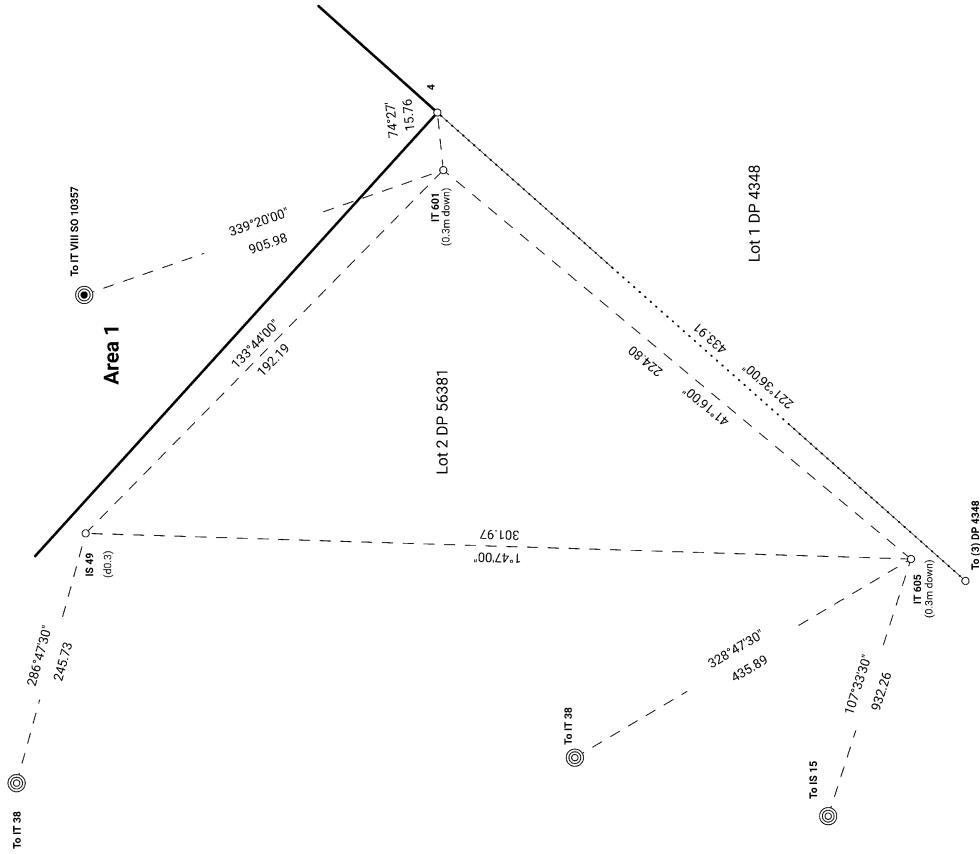 4
74°27'
15.76
To IT VIII SO 10357
339°20'00"
905.98
IT 601
(0.3m down)
Lot 1 DP 4348
Area 1
133°44'00"
192.19
433.91
221°36'00"
224.80
41°16'00"
Lot 2 DP 56381
301.97
1°47'00"
IS 49
(d0.3)
To (3) DP 4348
IT 605
(0.3m down)
286°47'30"
245.73
328°47'30"
435.89
107°33'30"
932.26
To IT 38
To IS 15
To IT 38